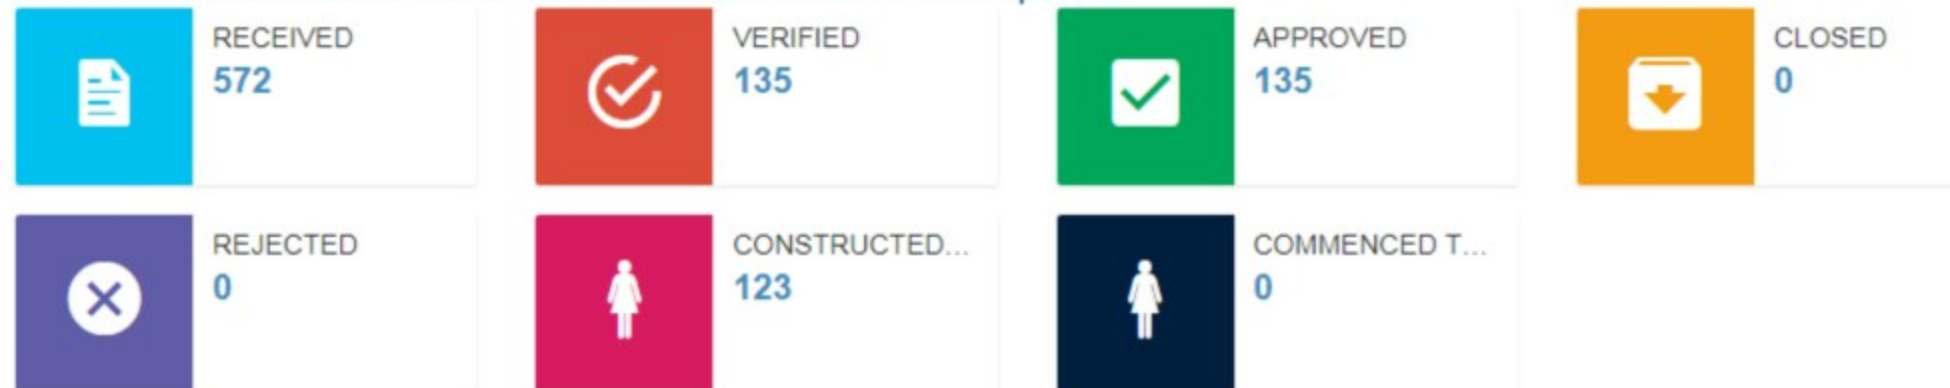 RECEIVED
572
VERIFIED
135
APPROVED
135
CLOSED
0
REJECTED
0
CONSTRUCTED...
123
COMMENCED T...
0